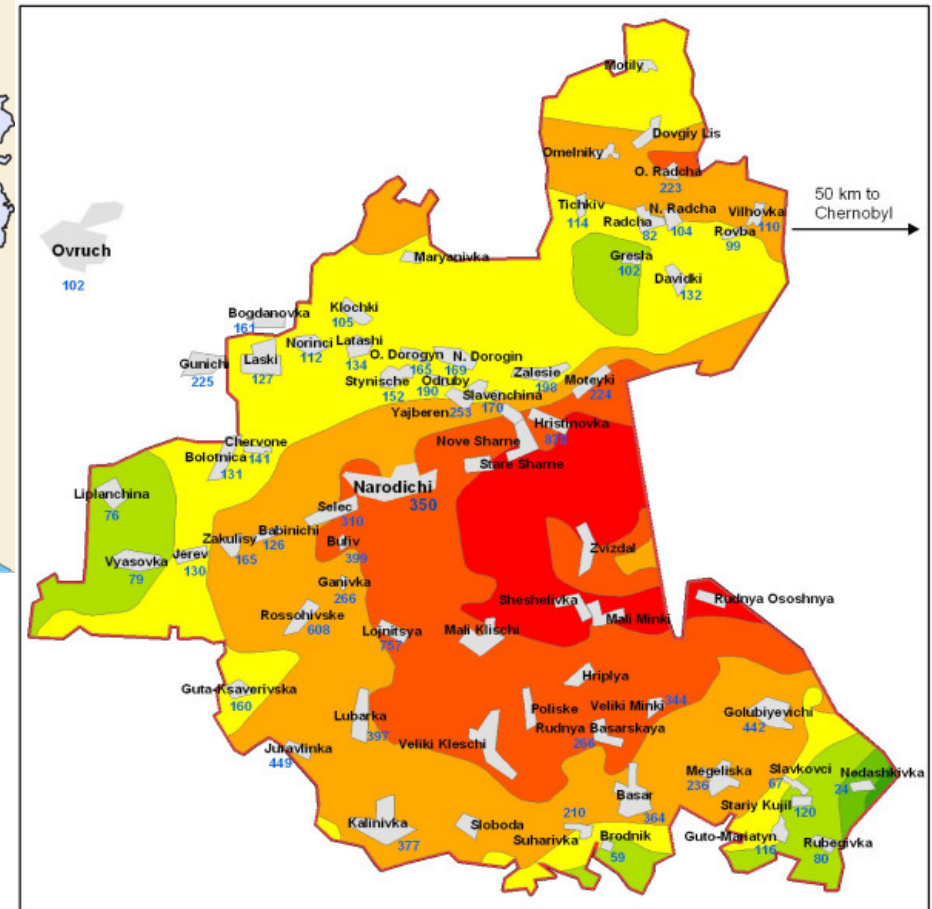 Motily
Dovgiy Lis
Omelniky
O. Radcha
223
50 km to
Chernobyl
Tichkiv
114
Radcha
82
N. Radcha
104
Vilhovka
110
Rovba
99
Ovruch
102
Maryanivka
Gresla
102
Davidki
132
Bogdanovka
161
Klochki
105
Gunichi
225
Laski
127
Norinci
112
Latashi
134
O. Dorogyn
165
N. Dorogin
169
Stynische
152
Odruby
190
Zalesie
198
Moteyki
224
Slavenchina
170
Yajberen
253
Hristinovka
Nove Sharne
Stare Sharne
Chervone
141
Bolotnica
131
Narodichi
350
Liplanchina
76
Selec
310
Babinichi
126
Zakulisy
165
Buliv
399
Vyasovka
79
Jerev
130
Zvizdal
Ganivka
266
Sheshelivka
Rudnya Ososhnya
Rossohivske
608
Lojnitsya
757
Mali Klischi
Mali Minki
Hriplya
Guta-Ksaverivska
160
Lubarka
397
Poliske
Veliki Minki
344
Rudnya Basarskaya
266
Golubiyevichi
442
Veliki Kleschi
Juravlinka
449
Megeliska
236
Slavkovci
67
Nedashkivka
24
Basar
364
Stariy Kujil
120
Kalinivka
377
Sloboda
210
Suharivka
Brodnik
59
Guto-Mariatyn
116
Rubegivka
80